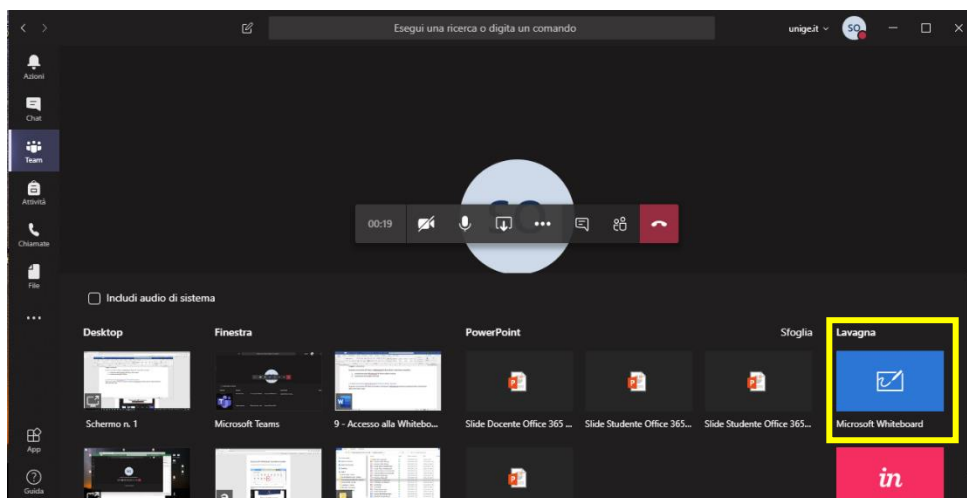 Esegui una ricerca o digita un comando
unige.it
SO
Azioni
Chat
Team
Attività
Chiamate
File
App
Guida
SO
00:19
Includi audio di sistema
Desktop
Finestra
PowerPoint
Sfoglia
Lavagna
Schermo n. 1
Microsoft Teams
9 - Accesso alla Whitebo...
Slide Docente Office 365 ...
Slide Studente Office 365...
Slide Studente Office 365...
Microsoft Whiteboard
in